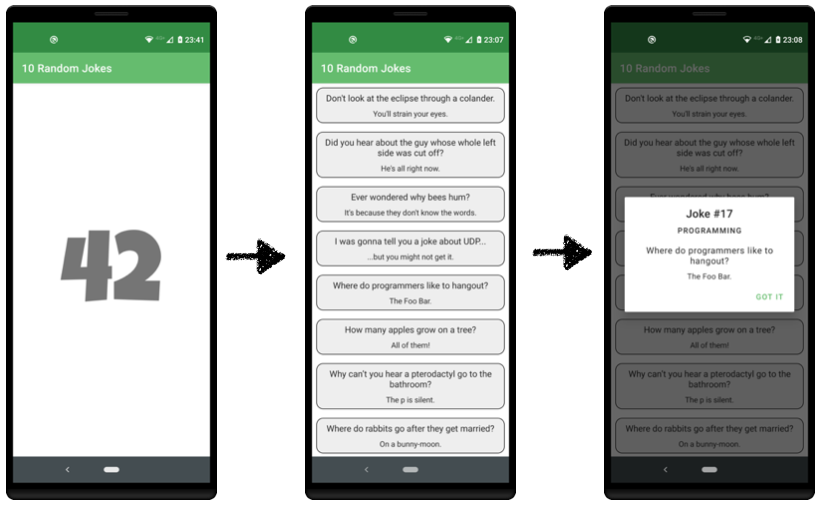 23:41
10 Random Jokes
42
23:07
10 Random Jokes
Don't look at the eclipse through a colander.
You'll strain your eyes.
Did you hear about the guy whose whole left
side was cut off?
He's all right now.
Ever wondered why bees hum?
It's because they don't know the words.
I was gonna tell you a joke about UDP...
...but you might not get it.
Where do programmers like to hangout?
The Foo Bar.
How many apples grow on a tree?
All of them!
Why can't you hear a pterodactyl go to the
bathroom?
The p is silent.
Where do rabbits go after they get married?
On a bunny-moon.
23:08
10 Random Jokes
Don't look at the eclipse through a colander.
You'll strain your eyes.
Did you hear about the guy whose whole left
side was cut off?
He's all right now.
Ever wondered why bees hum?
Joke #17
PROGRAMMING
Where do programmers like to
hangout?
The Foo Bar.
GOT IT
How many apples grow on a tree?
All of them!
Why can't you hear a pterodactyl go to the
bathroom?
The p is silent.
Where do rabbits go after they get married?
On a bunny-moon.